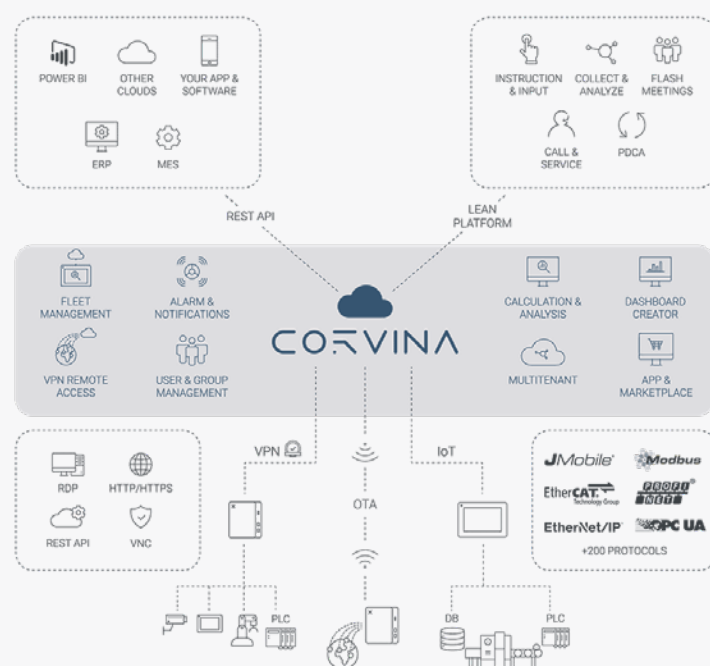 POWER BI
OTHER
CLOUDS
YOUR APP &
SOFTWARE
ERP
MES
INSTRUCTION
& INPUT
COLLECT &
ANALYZE
FLASH
MEETINGS
CALL &
SERVICE
PDCA
REST API
LEAN
PLATFORM
FLEET
MANAGEMENT
ALARM &
NOTIFICATIONS
VPN REMOTE
ACCESS
USER & GROUP
MANAGEMENT
CORVINA
CALCULATION &
ANALYSIS
DASHBOARD
CREATOR
MULTITENANT
APP &
MARKETPLACE
RDP
HTTP/HTTPS
REST API
VNC
VPN
OTA
IoT
JMobile
Modbus
EtherCAT
Technology Group
PROFINET
EtherNet/IP
OPC UA
+200 PROTOCOLS
PLC
DB
PLC